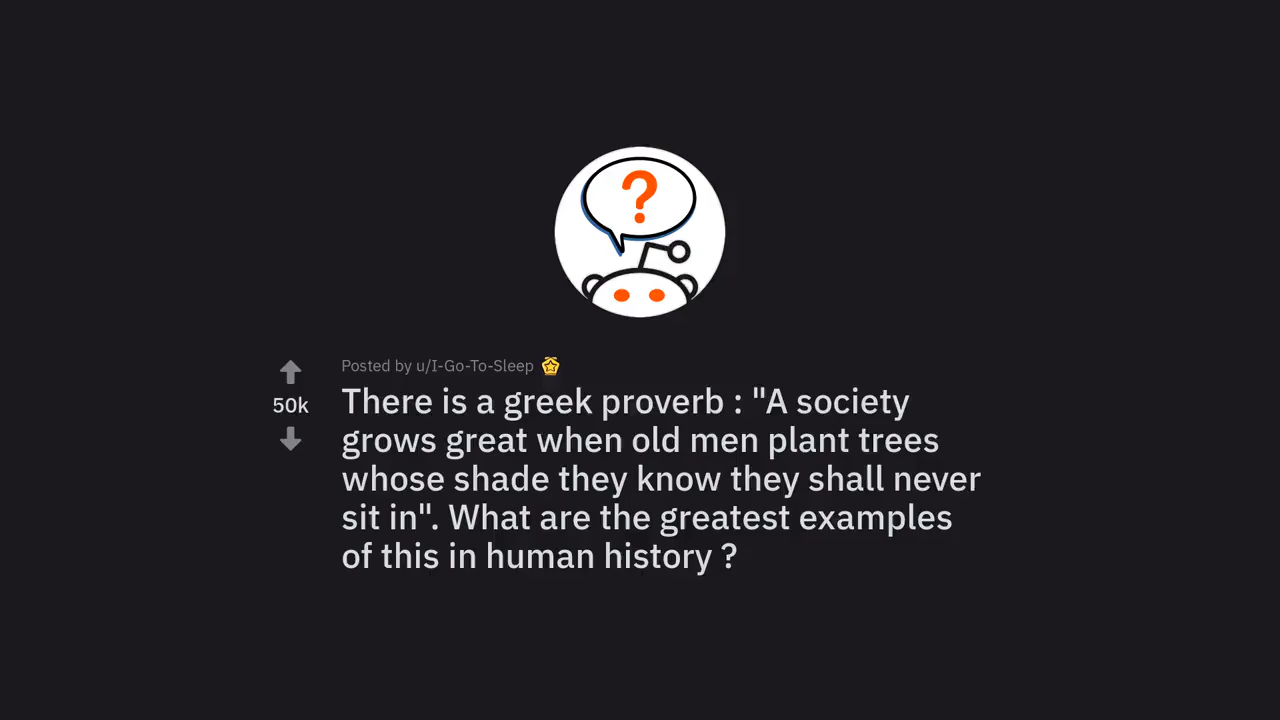 ?
Posted by u/I-Go-To-Sleep
50k
There is a greek proverb : "A society
grows great when old men plant trees
whose shade they know they shall never
sit in". What are the greatest examples
of this in human history ?